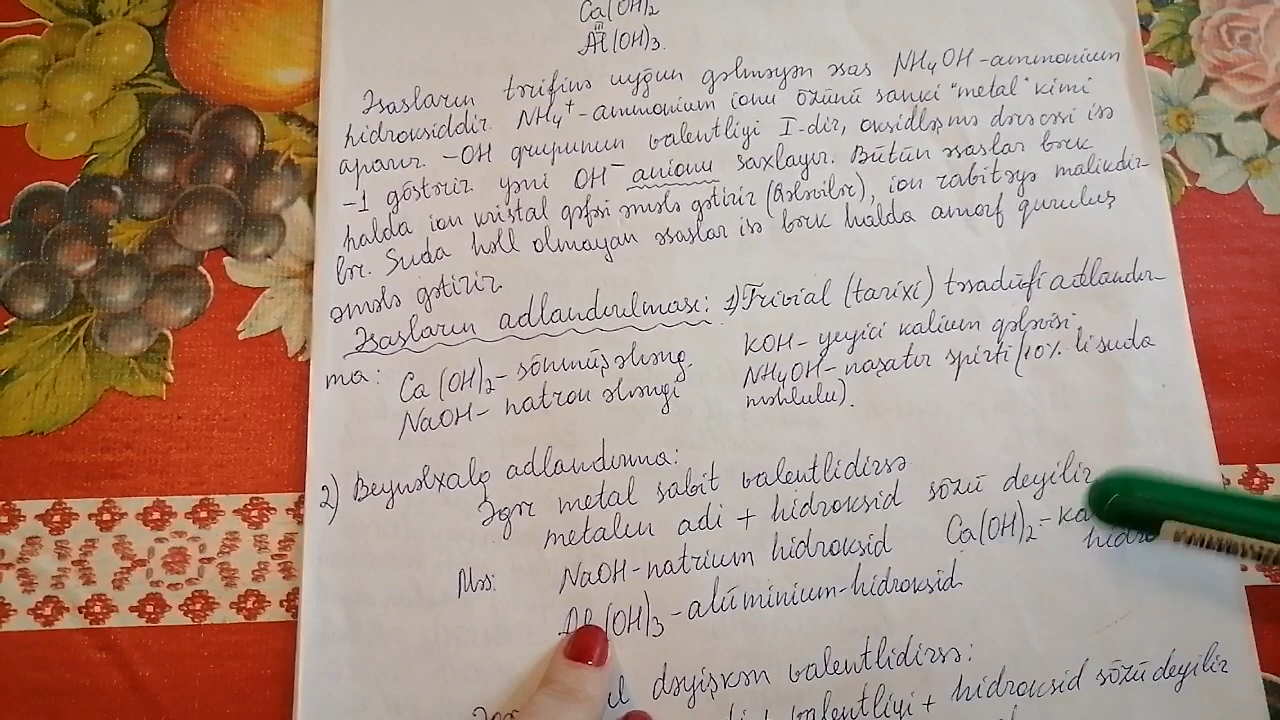 Ca(OH)2
III
Al(OH)3.
Əsasların tərifinə uyğun gəlməyən əsas NH4OH-ammonium
hidroksiddir. NH4+-ammonium ionu özünü sanki "metal" kimi
aparır. -OH qrupunun valentliyi I-dir, oksidləşmə dərəcəsi isə
-1 göstərir yəni OH- anionu saxlayır. Bütün əsaslar bərk
halda ion kristal qəfəsi əmələ gətirir (Qələvilər), ion rabitəyə malikdir-
lər. Suda həll olmayan əsaslar isə bərk halda amorf quruluş
əmələ gətirir.
Əsasların adlandırılması: 1) Trivial (tarixi) təsadüfi adlandır-
ma:
Ca(OH)2-sönmüş əhəng.
NaOH- natron əhəngi
KOH-yeyici kalium qələvisi,
NH4OH-naşatır spirti (10% li suda
məhlulu).
2) Beynəlxalq adlandırma:
Əgər metal sabit valentlidirsə
metalın adı + hidroksid sözü deyilir
Məs: NaOH-natrium hidroksid Ca(OH)2-ka
hidro
Al(OH)3-alüminium-hidroksid.
dəyişkən valentlidirsə:
valentliyi + hidroksid sözü deyilir